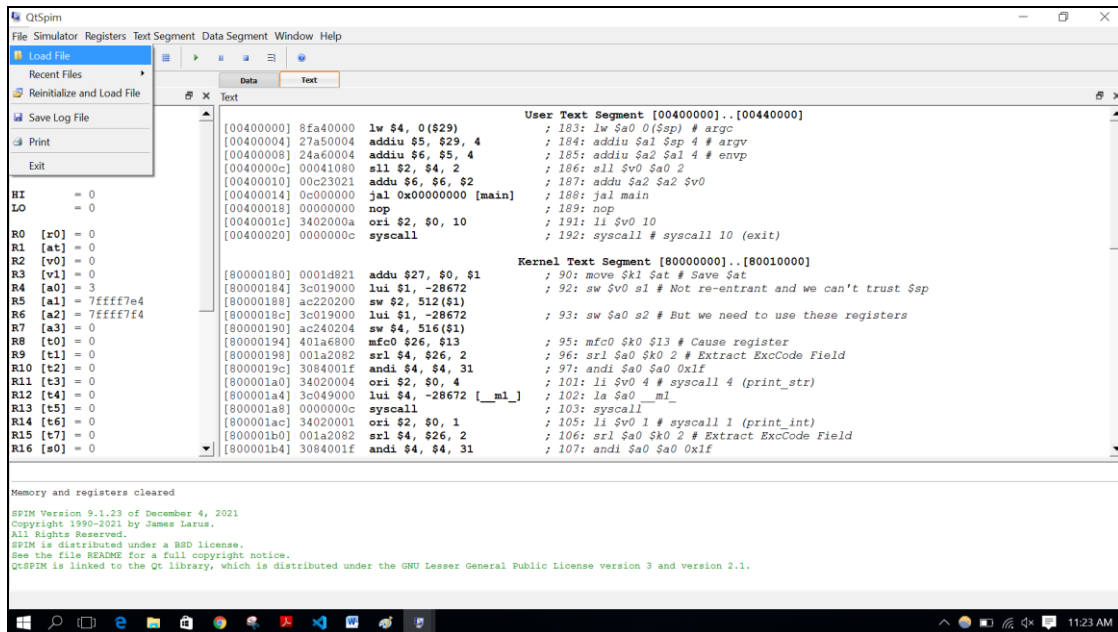 QtSpim
File Simulator Registers Text Segment Data Segment Window Help
Load File
Recent Files
Reinitialize and Load File
Save Log File
Print
Exit
Data Text
Text
HI = 0
LO = 0
R0 [r0] = 0
R1 [at] = 0
R2 [v0] = 0
R3 [v1] = 0
R4 [a0] = 3
R5 [a1] = 7ffff7e4
R6 [a2] = 7ffff7f4
R7 [a3] = 0
R8 [t0] = 0
R9 [t1] = 0
R10 [t2] = 0
R11 [t3] = 0
R12 [t4] = 0
R13 [t5] = 0
R14 [t6] = 0
R15 [t7] = 0
R16 [s0] = 0
User Text Segment [00400000]..[00440000]
[00400000] 8fa40000 lw $4, 0($29) ; 183: lw $a0 0($sp) # argc
[00400004] 27a50004 addiu $5, $29, 4 ; 184: addiu $a1 $sp 4 # argv
[00400008] 24a60004 addiu $6, $5, 4 ; 185: addiu $a2 $a1 4 # envp
[0040000c] 00041080 sll $2, $4, 2 ; 186: sll $v0 $a0 2
[00400010] 00c23021 addu $6, $6, $2 ; 187: addu $a2 $a2 $v0
[00400014] 0c000000 jal 0x00000000 [main] ; 188: jal main
[00400018] 00000000 nop ; 189: nop
[0040001c] 3402000a ori $2, $0, 10 ; 191: li $v0 10
[00400020] 0000000c syscall ; 192: syscall # syscall 10 (exit)
Kernel Text Segment [80000000]..[80010000]
[80000180] 0001d821 addu $27, $0, $1 ; 90: move $k1 $at # Save $at
[80000184] 3c019000 lui $1, -28672 ; 92: sw $v0 s1 # Not re-entrant and we can't trust $sp
[80000188] ac220200 sw $2, 512($1)
[8000018c] 3c019000 lui $1, -28672 ; 93: sw $a0 s2 # But we need to use these registers
[80000190] ac240204 sw $4, 516($1)
[80000194] 401a6800 mfc0 $26, $13 ; 95: mfc0 $k0 $13 # Cause register
[80000198] 001a2082 srl $4, $26, 2 ; 96: srl $a0 $k0 2 # Extract ExcCode Field
[8000019c] 3084001f andi $4, $4, 31 ; 97: andi $a0 $a0 0x1f
[800001a0] 34020004 ori $2, $0, 4 ; 101: li $v0 4 # syscall 4 (print_str)
[800001a4] 3c049000 lui $4, -28672 [__m1_] ; 102: la $a0 __m1_
[800001a8] 0000000c syscall ; 103: syscall
[800001ac] 34020001 ori $2, $0, 1 ; 105: li $v0 1 # syscall 1 (print_int)
[800001b0] 001a2082 srl $4, $26, 2 ; 106: srl $a0 $k0 2 # Extract ExcCode Field
[800001b4] 3084001f andi $4, $4, 31 ; 107: andi $a0 $a0 0x1f
Memory and registers cleared
SPIM Version 9.1.23 of December 4, 2021
Copyright 1990-2021 by James Larus.
All Rights Reserved.
SPIM is distributed under a BSD license.
See the file README for a full copyright notice.
QtSPIM is linked to the Qt library, which is distributed under the GNU Lesser General Public License version 3 and version 2.1.
11:23 AM